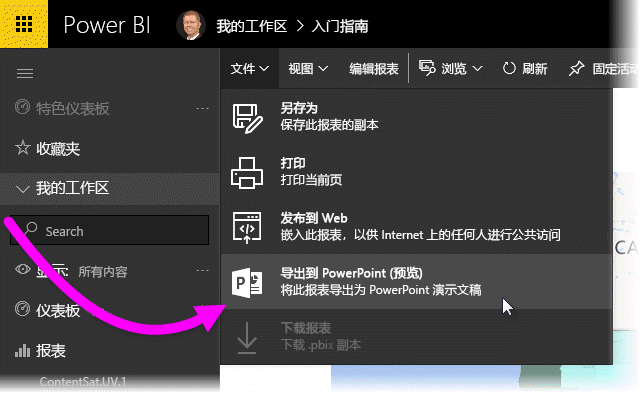 Power BI
我的工作区 > 入门指南
文件 视图 编辑报表 浏览 刷新 固定活动
特色仪表板 ...
收藏夹
我的工作区
Search
显示: 所有内容 ...
仪表板
报表
ContentSat.UV.1
另存为
保存此报表的副本
打印
打印当前页
发布到 Web
嵌入此报表，以供 Internet 上的任何人进行公共访问
导出到 PowerPoint (预览)
将此报表导出为 PowerPoint 演示文稿
下载报表
下载 .pbix 副本
CA